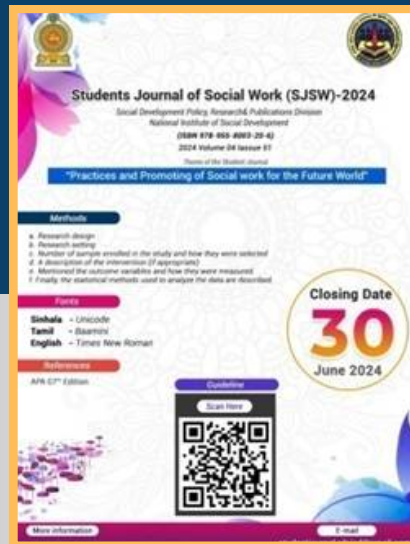 Students Journal of Social Work (SJSW)-2024
Social Development Policy, Research& Publications Division
National Institute of Social Development
(ISBN 978-955-8003-20-6)
2024 Volume 04 Iassue 01
Theme of the Student Journal
"Practices and Promoting of Social work for the Future World"
Methods
a. Research design
b. Research setting
c. Number of sample enrolled in the study and how they were selected
d. A description of the intervention (if appropriate)
e. Mentioned the outcome variables and how they were measured
f. Finally, the statistical methods used to analyze the data are described.
Fonts
Sinhala - Unicode
Tamil - Baamini
English - Times New Roman
References
APA 07th Edition
Closing Date
30
June 2024
Guideline
Scan Here
More information
E-mail